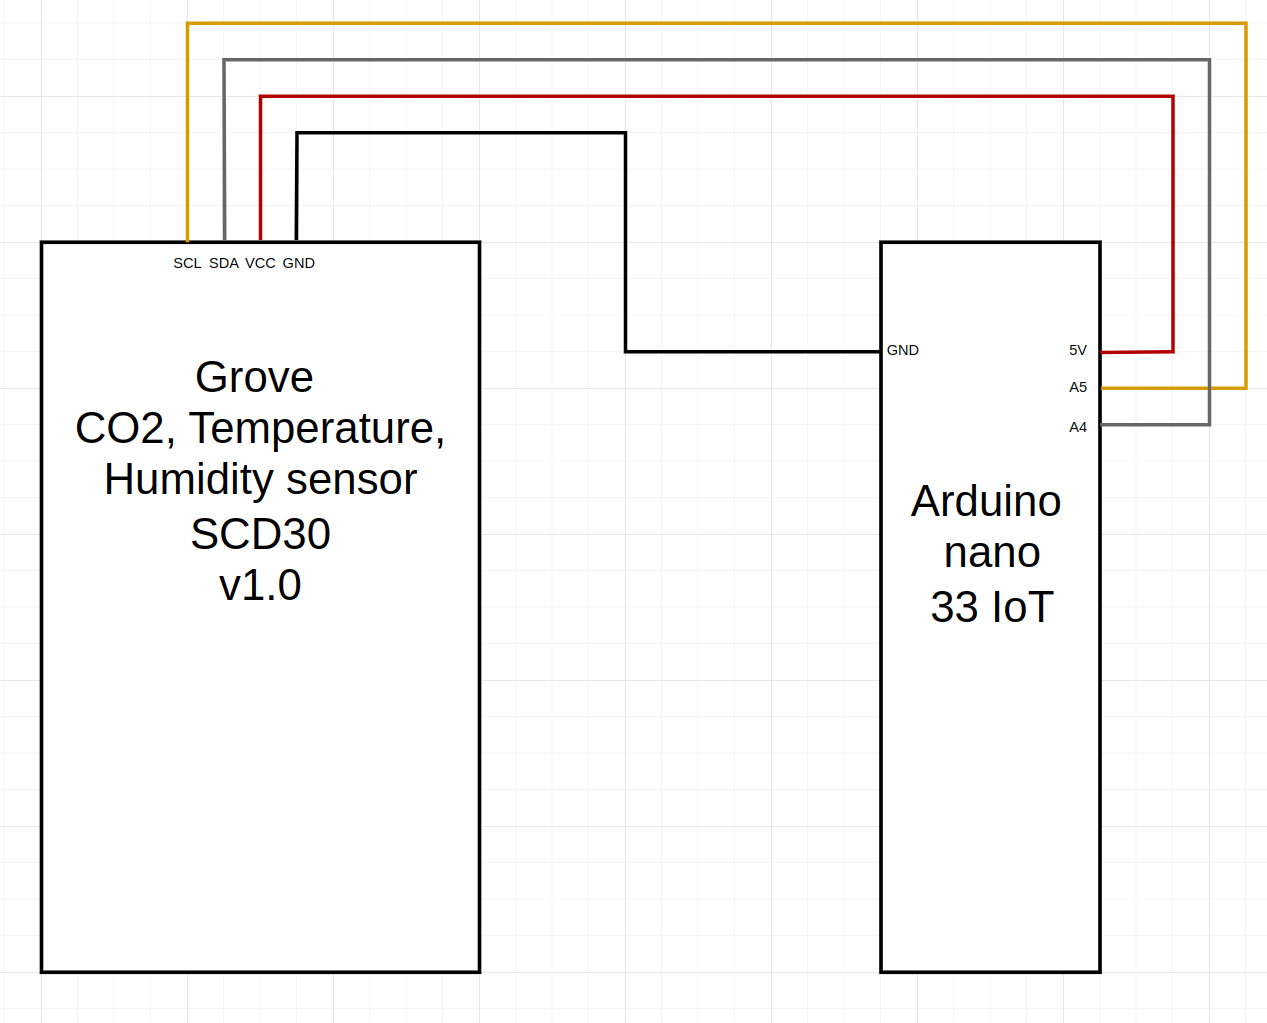 SCL SDA VCC GND
Grove
CO2, Temperature,
Humidity sensor
SCD30
v1.0
GND
5V
A5
A4
Arduino
nano
33 IoT